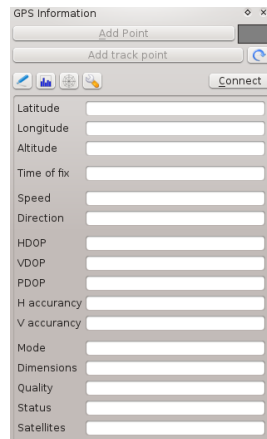 GPS Information
Add Point
Add track point
Connect
Latitude
Longitude
Altitude
Time of fix
Speed
Direction
HDOP
VDOP
PDOP
H accurancy
V accurancy
Mode
Dimensions
Quality
Status
Satellites